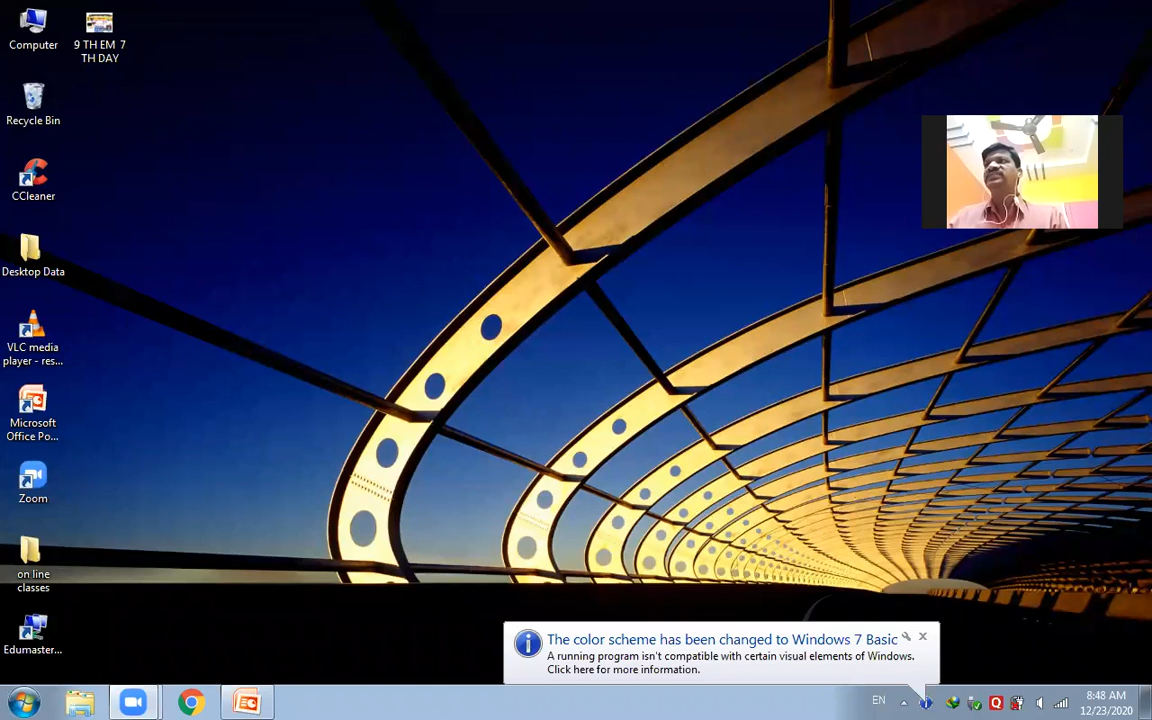 Computer
9 TH EM 7
TH DAY
Recycle Bin
CCleaner
Desktop Data
VLC media
player - res...
Microsoft
Office Po...
Zoom
on line
classes
Edumaster...
The color scheme has been changed to Windows 7 Basic
A running program isn't compatible with certain visual elements of Windows.
Click here for more information.
EN
8:48 AM
12/23/2020